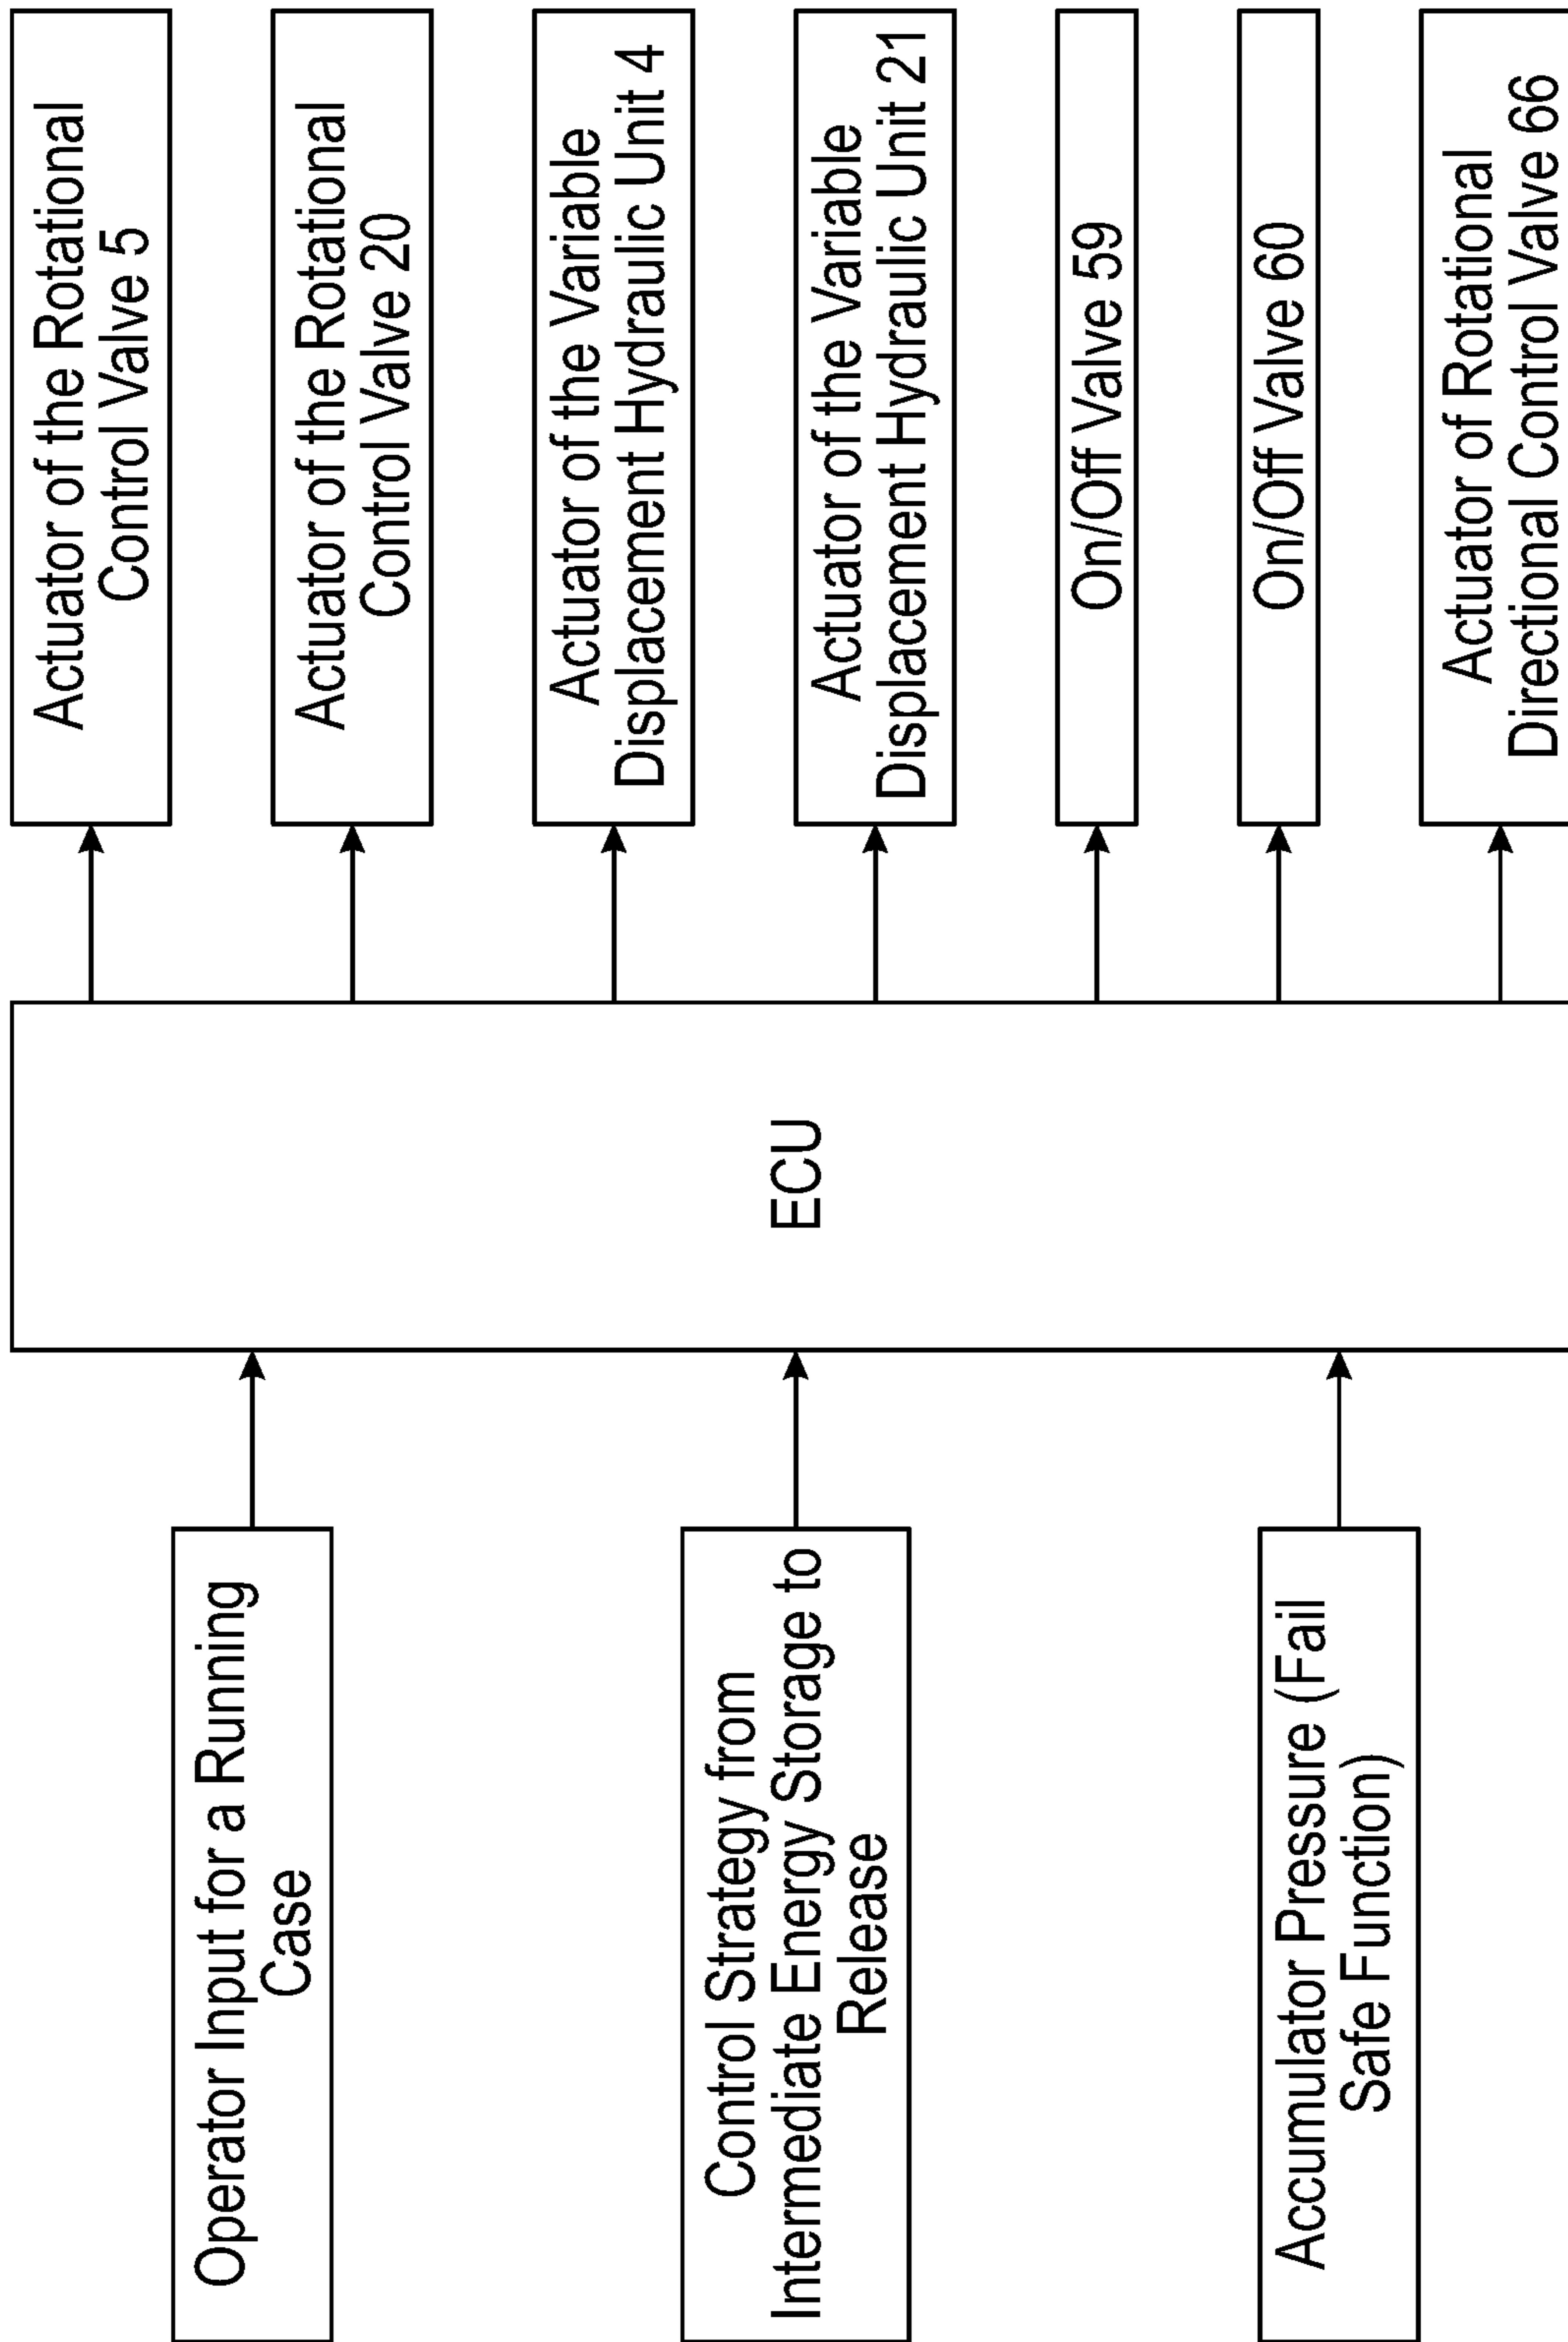 Operator Input for a Running
Case
Control Strategy from
Intermediate Energy Storage to
Release
Accumulator Pressure (Fail
Safe Function)
ECU
Actuator of the Rotational
Control Valve 5
Actuator of the Rotational
Control Valve 20
Actuator of the Variable
Displacement Hydraulic Unit 4
Actuator of the Variable
Displacement Hydraulic Unit 21
On/Off Valve 59
On/Off Valve 60
Actuator of Rotational
Directional Control Valve 66